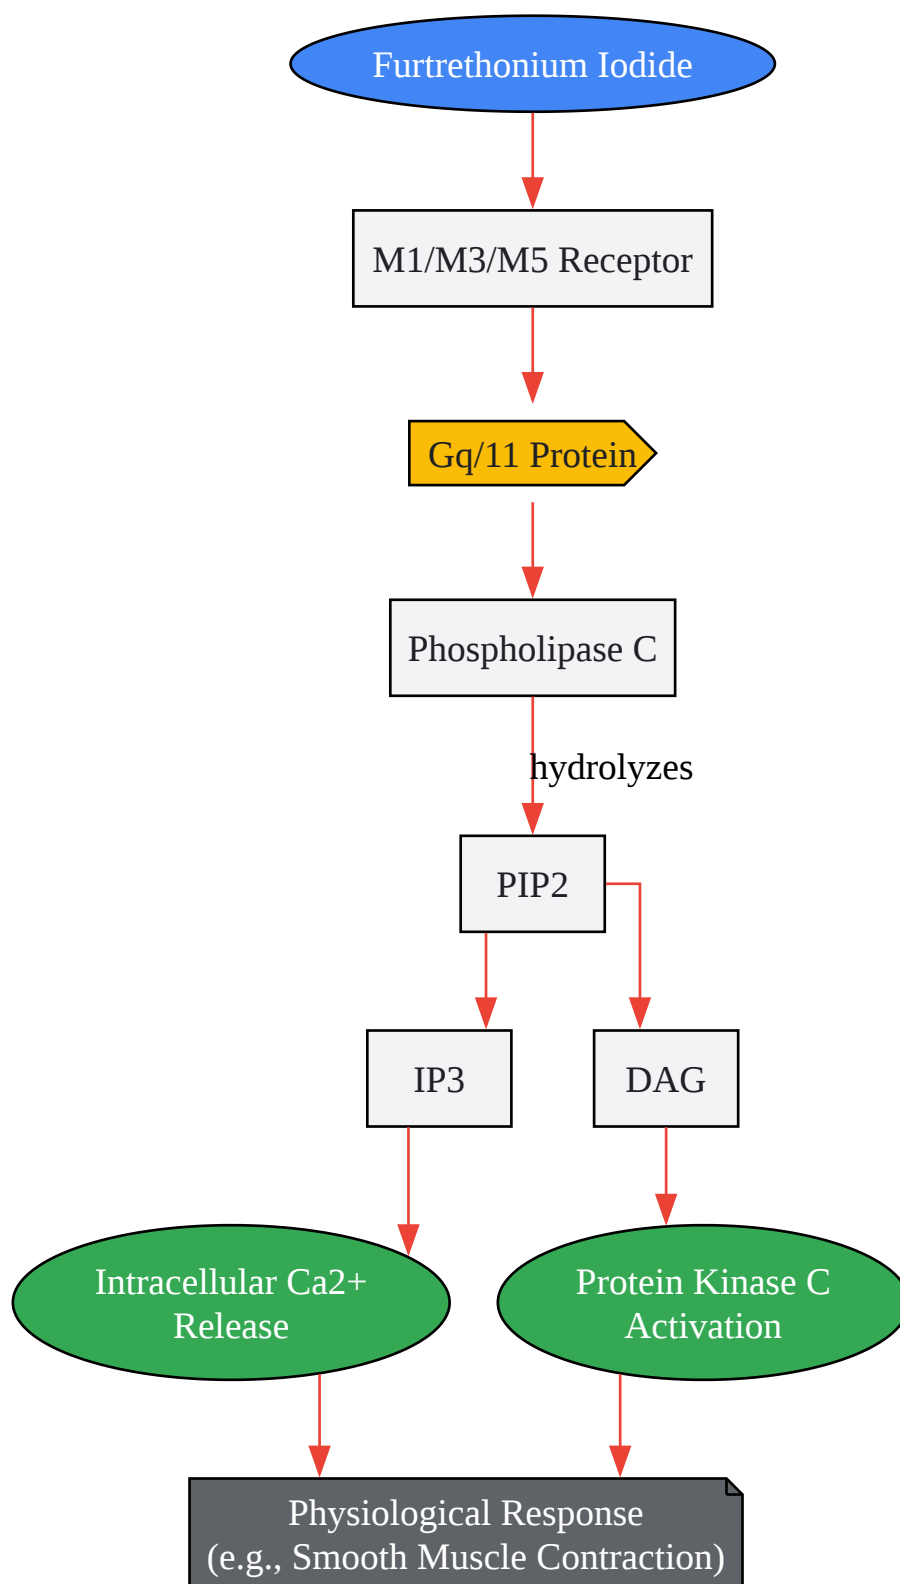 Furtrethonium Iodide
M1/M3/M5 Receptor
Gq/11 Protein
Phospholipase C
hydrolyzes
PIP2
IP3
DAG
Intracellular Ca2+
Release
Protein Kinase C
Activation
Physiological Response
(e.g., Smooth Muscle Contraction)